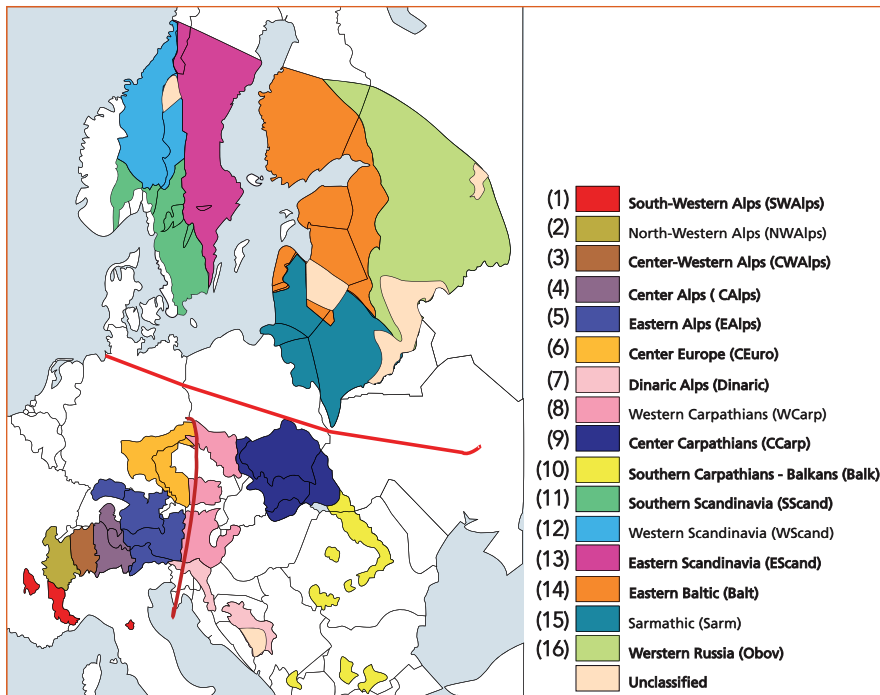 (1) South-Western Alps (SWAlps)
(2) North-Western Alps (NWAlps)
(3) Center-Western Alps (CWAlps)
(4) Center Alps ( CAlps)
(5) Eastern Alps (EAlps)
(6) Center Europe (CEuro)
(7) Dinaric Alps (Dinaric)
(8) Western Carpathians (WCarp)
(9) Center Carpathians (CCarp)
(10) Southern Carpathians - Balkans (Balk)
(11) Southern Scandinavia (SScand)
(12) Western Scandinavia (WScand)
(13) Eastern Scandinavia (EScand)
(14) Eastern Baltic (Balt)
(15) Sarmathic (Sarm)
(16) Werstern Russia (Obov)
Unclassified